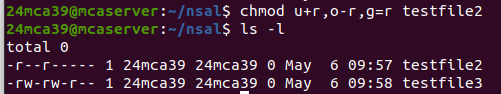 24mca39@mcaserver:~/nsal$ chmod u+r,o-r,g=r testfile2
24mca39@mcaserver:~/nsal$ ls -l
total 0
-r--r----- 1 24mca39 24mca39 0 May  6 09:57 testfile2
-rw-rw-r-- 1 24mca39 24mca39 0 May  6 09:58 testfile3